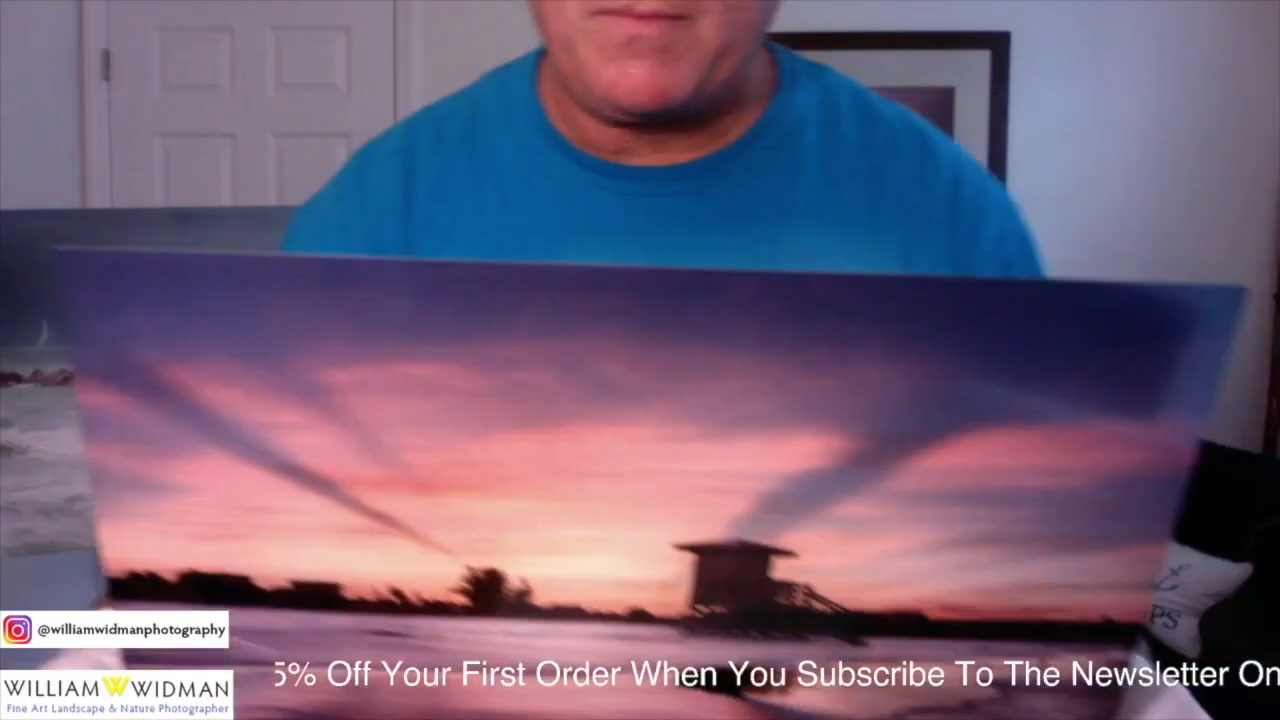 @williamwidmanphotography
WILLIAM WIDMAN
Fine Art Landscape & Nature Photographer
5% Off Your First Order When You Subscribe To The Newsletter On
PS